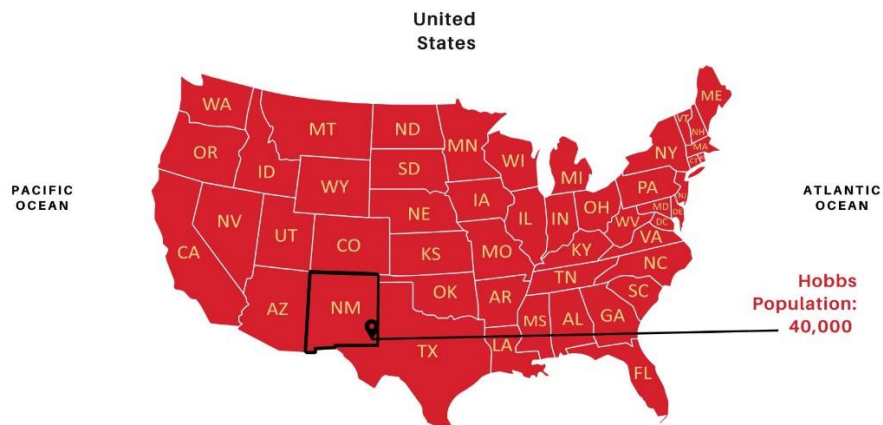 United
States
PACIFIC
OCEAN
ATLANTIC
OCEAN
WA
MT
ND
MN
ME
VT
NH
OR
ID
SD
WI
MI
NY
MA
WY
IA
PA
NJ
NV
NE
IL
IN
OH
MD
DE
CA
UT
CO
KS
MO
KY
WV
DC
VA
AZ
NM
OK
AR
TN
NC
SC
MS
AL
GA
TX
LA
FL
Hobbs
Population:
40,000